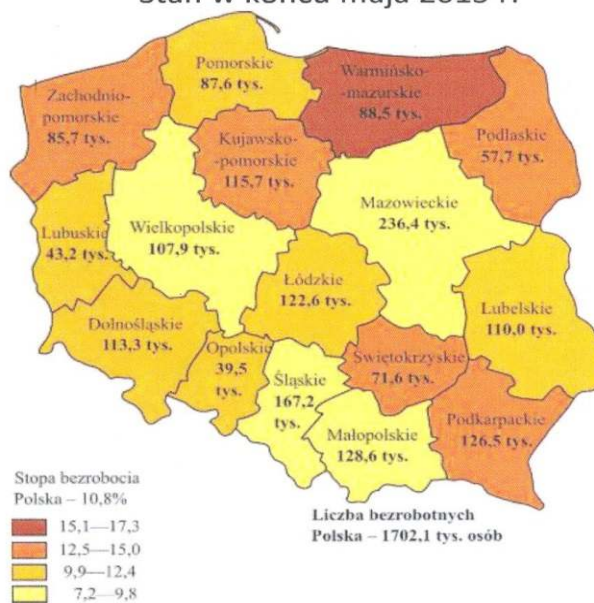 stan w końcu maja 2015 r.
Pomorskie
87,6 tys.
Warmińsko-
-mazurskie
88,5 tys.
Zachodnio-
pomorskie
85,7 tys.
Kujawsko-
-pomorskie
115,7 tys.
Podlaskie
57,7 tys.
Mazowieckie
236,4 tys.
Wielkopolskie
107,9 tys.
Lubuskie
43,2 tys.
Łódzkie
122,6 tys.
Lubelskie
110,0 tys.
Dolnośląskie
113,3 tys.
Opolskie
39,5
tys.
Śląskie
167,2
tys.
Świętokrzyskie
71,6 tys.
Podkarpackie
126,5 tys.
Małopolskie
128,6 tys.
Stopa bezrobocia
Polska – 10,8%
15,1—17,3
12,5—15,0
9,9—12,4
7,2—9,8
Liczba bezrobotnych
Polska – 1702,1 tys. osób